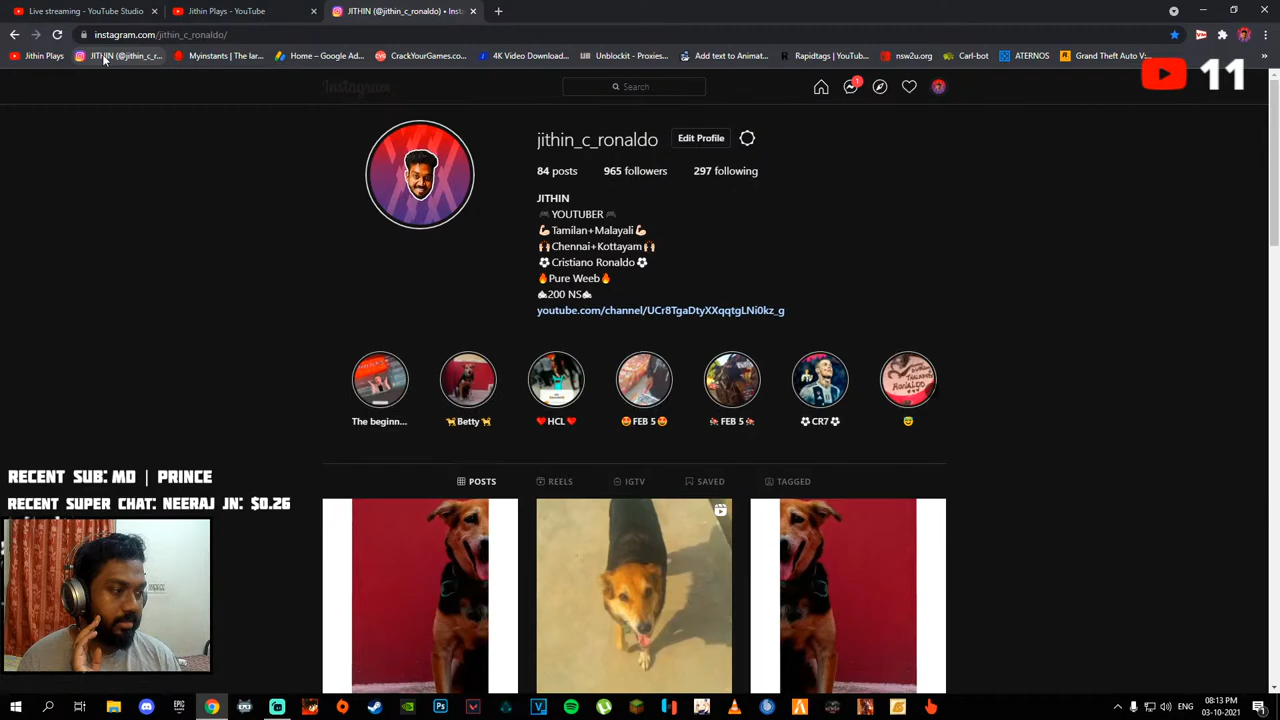 Live streaming - YouTube Studio
Jithin Plays - YouTube
JITHIN (@jithin_c_ronaldo) • Inst
instagram.com/jithin_c_ronaldo/
Jithin Plays
JITHIN (@jithin_c_r...
Myinstants | The lar...
Home – Google Ad...
CrackYourGames.co...
4K Video Download...
Unblockit - Proxies...
Add text to Animat...
Rapidtags | YouTub...
nsw2u.org
Carl-bot
ATERNOS
Grand Theft Auto V...
11
Instagram
Search
1
jithin_c_ronaldo
Edit Profile
84 posts
965 followers
297 following
JITHIN
🎮YOUTUBER🎮
💪🏻Tamilan+Malayali💪🏻
🙌🏻Chennai+Kottayam🙌🏻
⚽Cristiano Ronaldo⚽
🔥Pure Weeb🔥
🏍200 NS🏍
youtube.com/channel/UCr8TgaDtyXXqqtgLNi0kz_g
The beginn...
🐕Betty🐕
❤️HCL❤️
😍FEB 5😍
FEB 5
⚽CR7⚽
😇
POSTS
REELS
IGTV
SAVED
TAGGED
RECENT SUB: MD | PRINCE
RECENT SUPER CHAT: NEERAJ JN: $0.26
ENG
08:13 PM
03-10-2021